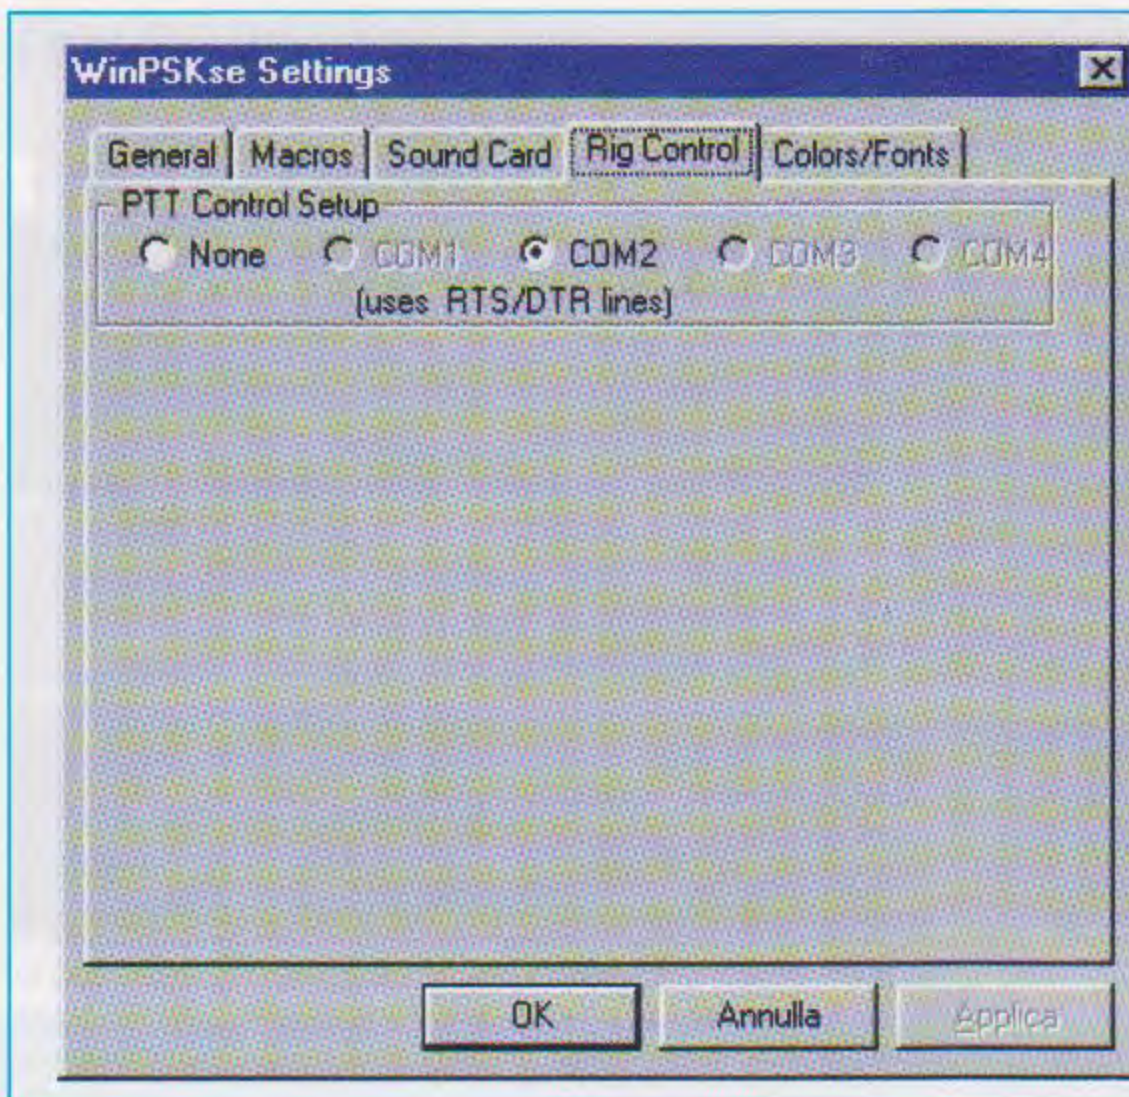 WinPSKse Settings
General Macros Sound Card Rig Control Colors/Fonts
PTT Control Setup
None COM1 COM2 COM3 COM4
(uses RTS/DTR lines)
OK Annulla Applica